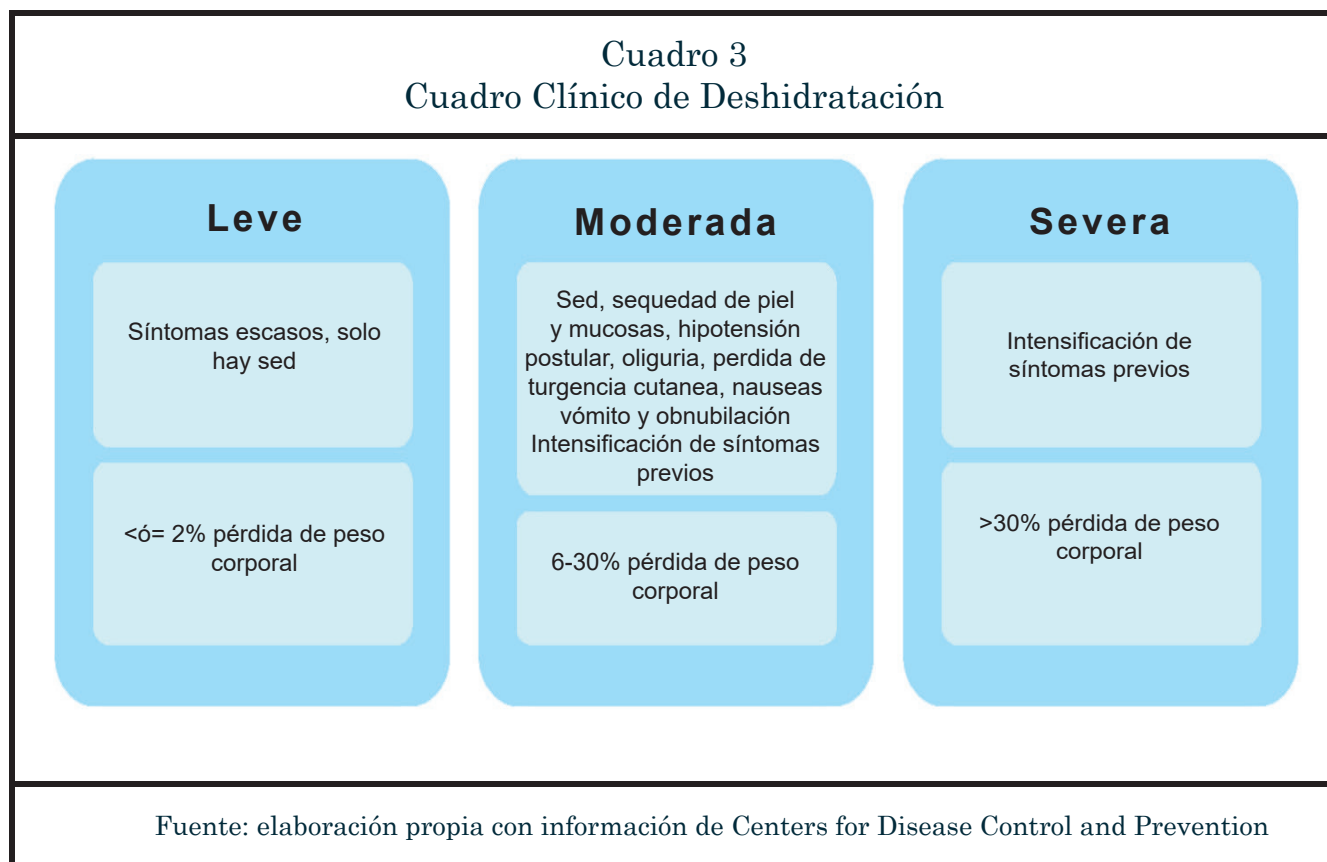 Cuadro 3
Cuadro Clínico de Deshidratación
Leve
Síntomas escasos, solo
hay sed
<ó= 2% pérdida de peso
corporal
Moderada
Sed, sequedad de piel
y mucosas, hipotensión
postular, oliguria, perdida de
turgencia cutanea, nauseas
vómito y obnubilación
Intensificación de síntomas
previos
6-30% pérdida de peso
corporal
Severa
Intensificación de
síntomas previos
>30% pérdida de peso
corporal
Fuente: elaboración propia con información de Centers for Disease Control and Prevention